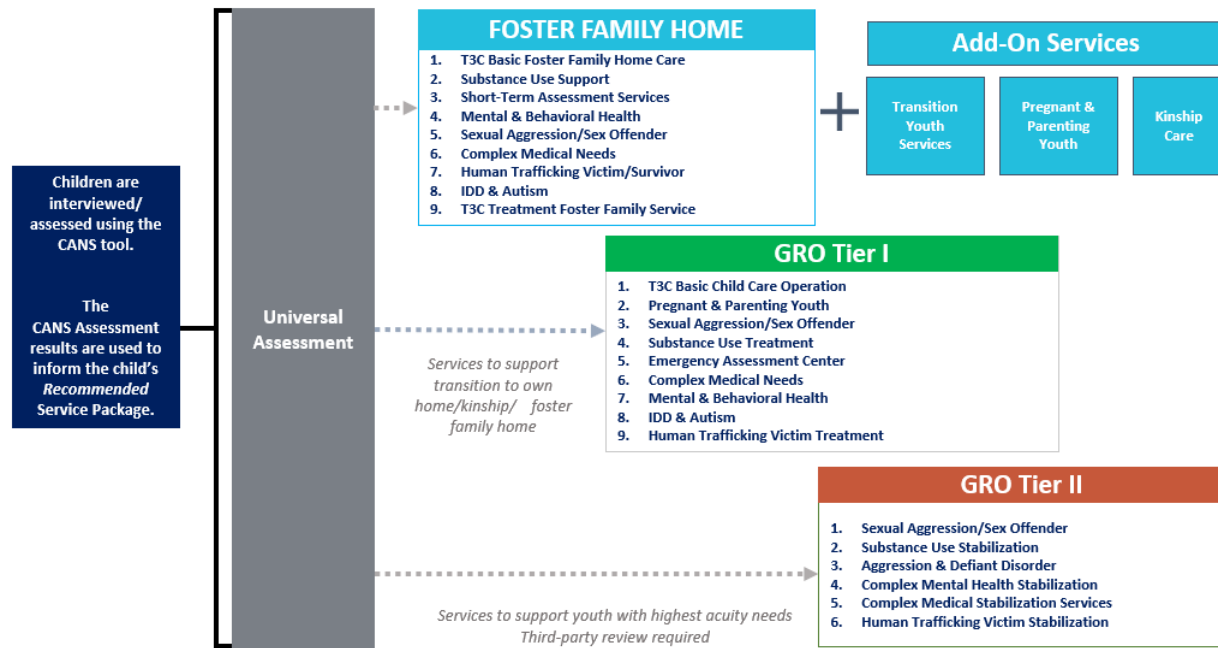 Children are
interviewed/
assessed using the
CANS tool.
The
CANS Assessment
results are used to
inform the child's
Recommended
Service Package.
Universal
Assessment
FOSTER FAMILY HOME
1. T3C Basic Foster Family Home Care
2. Substance Use Support
3. Short-Term Assessment Services
4. Mental & Behavioral Health
5. Sexual Aggression/Sex Offender
6. Complex Medical Needs
7. Human Trafficking Victim/Survivor
8. IDD & Autism
9. T3C Treatment Foster Family Service
+
Add-On Services
Transition
Youth
Services
Pregnant &
Parenting
Youth
Kinship
Care
Services to support
transition to own
home/kinship/ foster
family home
GRO Tier I
1. T3C Basic Child Care Operation
2. Pregnant & Parenting Youth
3. Sexual Aggression/Sex Offender
4. Substance Use Treatment
5. Emergency Assessment Center
6. Complex Medical Needs
7. Mental & Behavioral Health
8. IDD & Autism
9. Human Trafficking Victim Treatment
Services to support youth with highest acuity needs
Third-party review required
GRO Tier II
1. Sexual Aggression/Sex Offender
2. Substance Use Stabilization
3. Aggression & Defiant Disorder
4. Complex Mental Health Stabilization
5. Complex Medical Stabilization Services
6. Human Trafficking Victim Stabilization